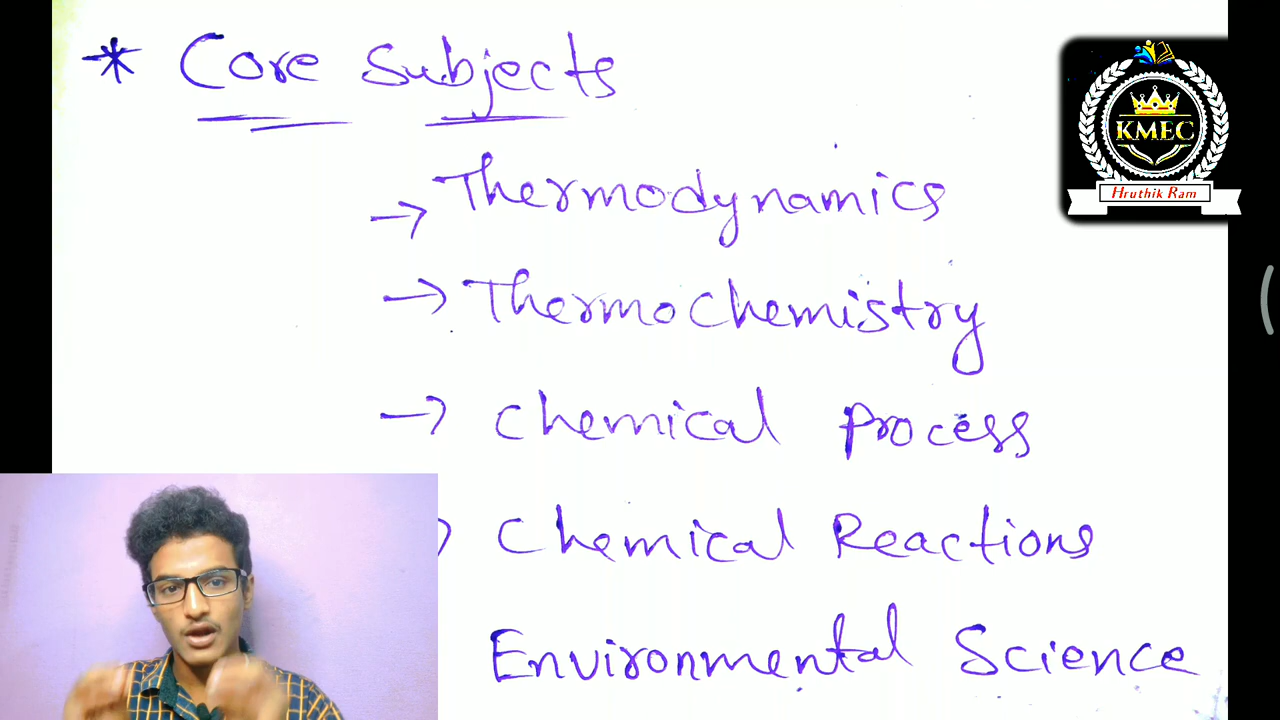 * Core Subjects
KMEC
Hruthik Ram
→ Thermodynamics
→ Thermochemistry
→ Chemical Process
Chemical Reactions
Environmental Science